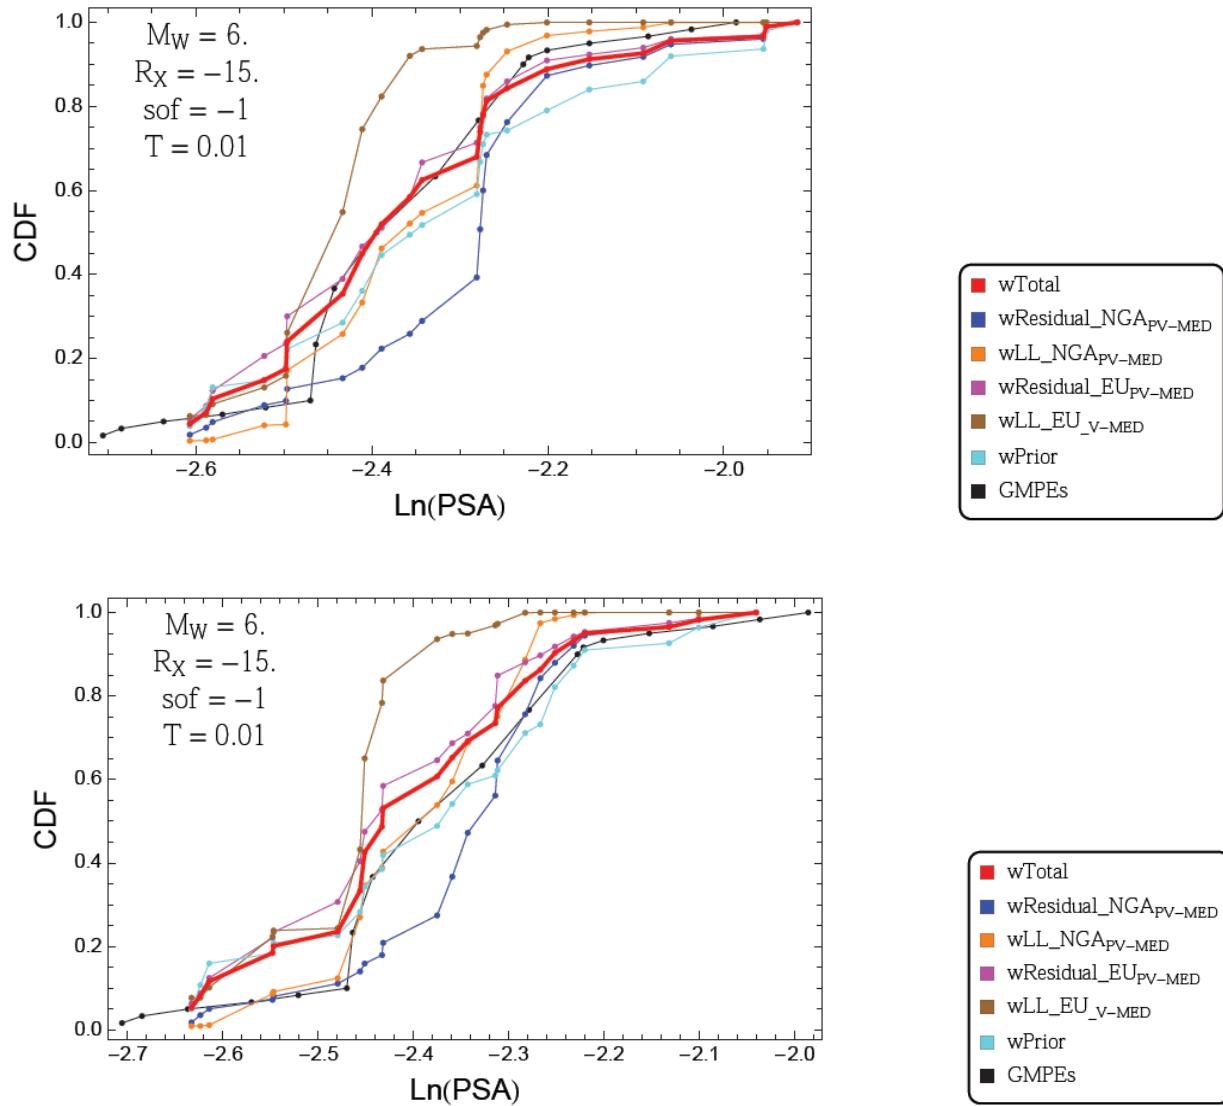 M_W = 6.
R_X = −15.
sof = −1
T = 0.01
1.0
0.8
0.6
0.4
0.2
0.0
CDF
−2.6 −2.4 −2.2 −2.0
Ln(PSA)
wTotal
wResidual_NGA_PV−MED
wLL_NGA_PV−MED
wResidual_EU_PV−MED
wLL_EU_V−MED
wPrior
GMPEs
M_W = 6.
R_X = −15.
sof = −1
T = 0.01
1.0
0.8
0.6
0.4
0.2
0.0
CDF
−2.7 −2.6 −2.5 −2.4 −2.3 −2.2 −2.1 −2.0
Ln(PSA)
wTotal
wResidual_NGA_PV−MED
wLL_NGA_PV−MED
wResidual_EU_PV−MED
wLL_EU_V−MED
wPrior
GMPEs